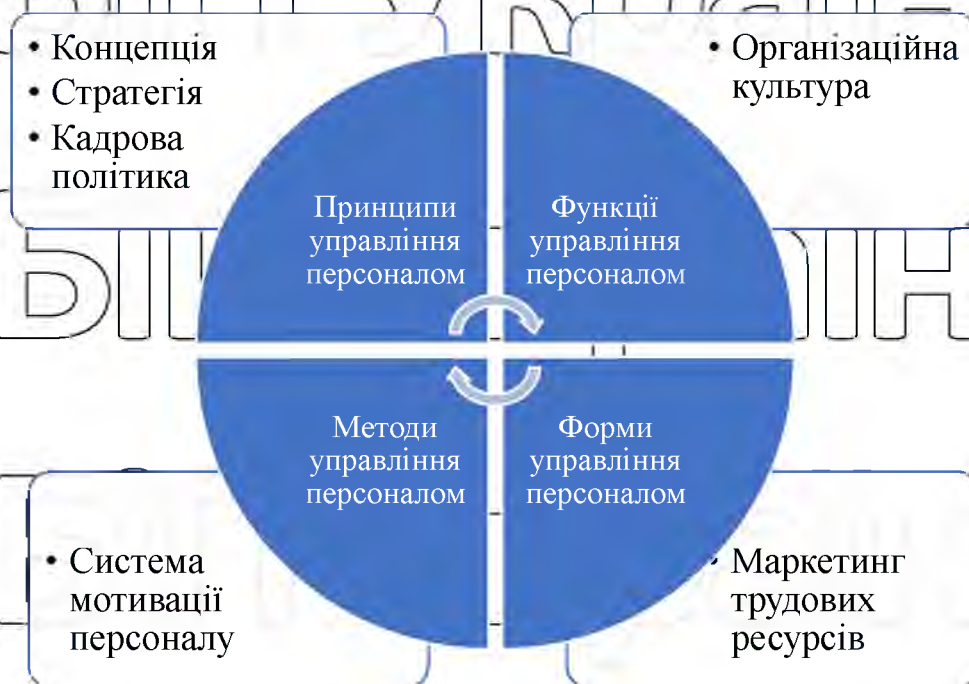 • Концепція
• Стратегія
• Кадрова
політика
• Організаційна
культура
Принципи
управління
персоналом
Функції
управління
персоналом
Методи
управління
персоналом
Форми
управління
персоналом
• Система
мотивації
персоналу
• Маркетинг
трудових
ресурсів